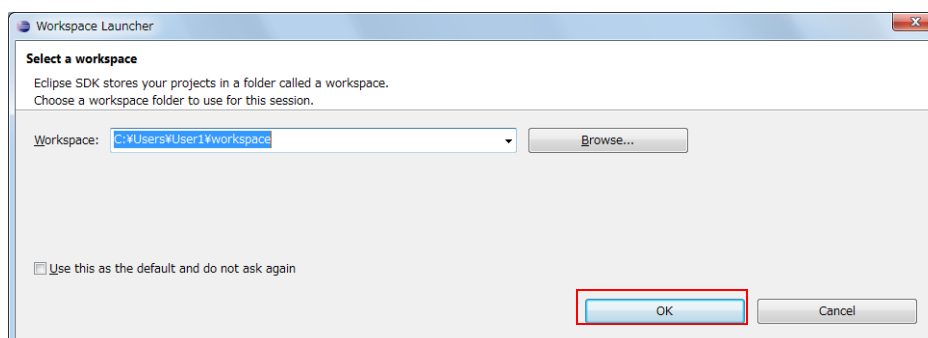 Workspace Launcher
Select a workspace
Eclipse SDK stores your projects in a folder called a workspace.
Choose a workspace folder to use for this session.
Workspace: C:¥Users¥User1¥workspace Browse...
Use this as the default and do not ask again
OK Cancel